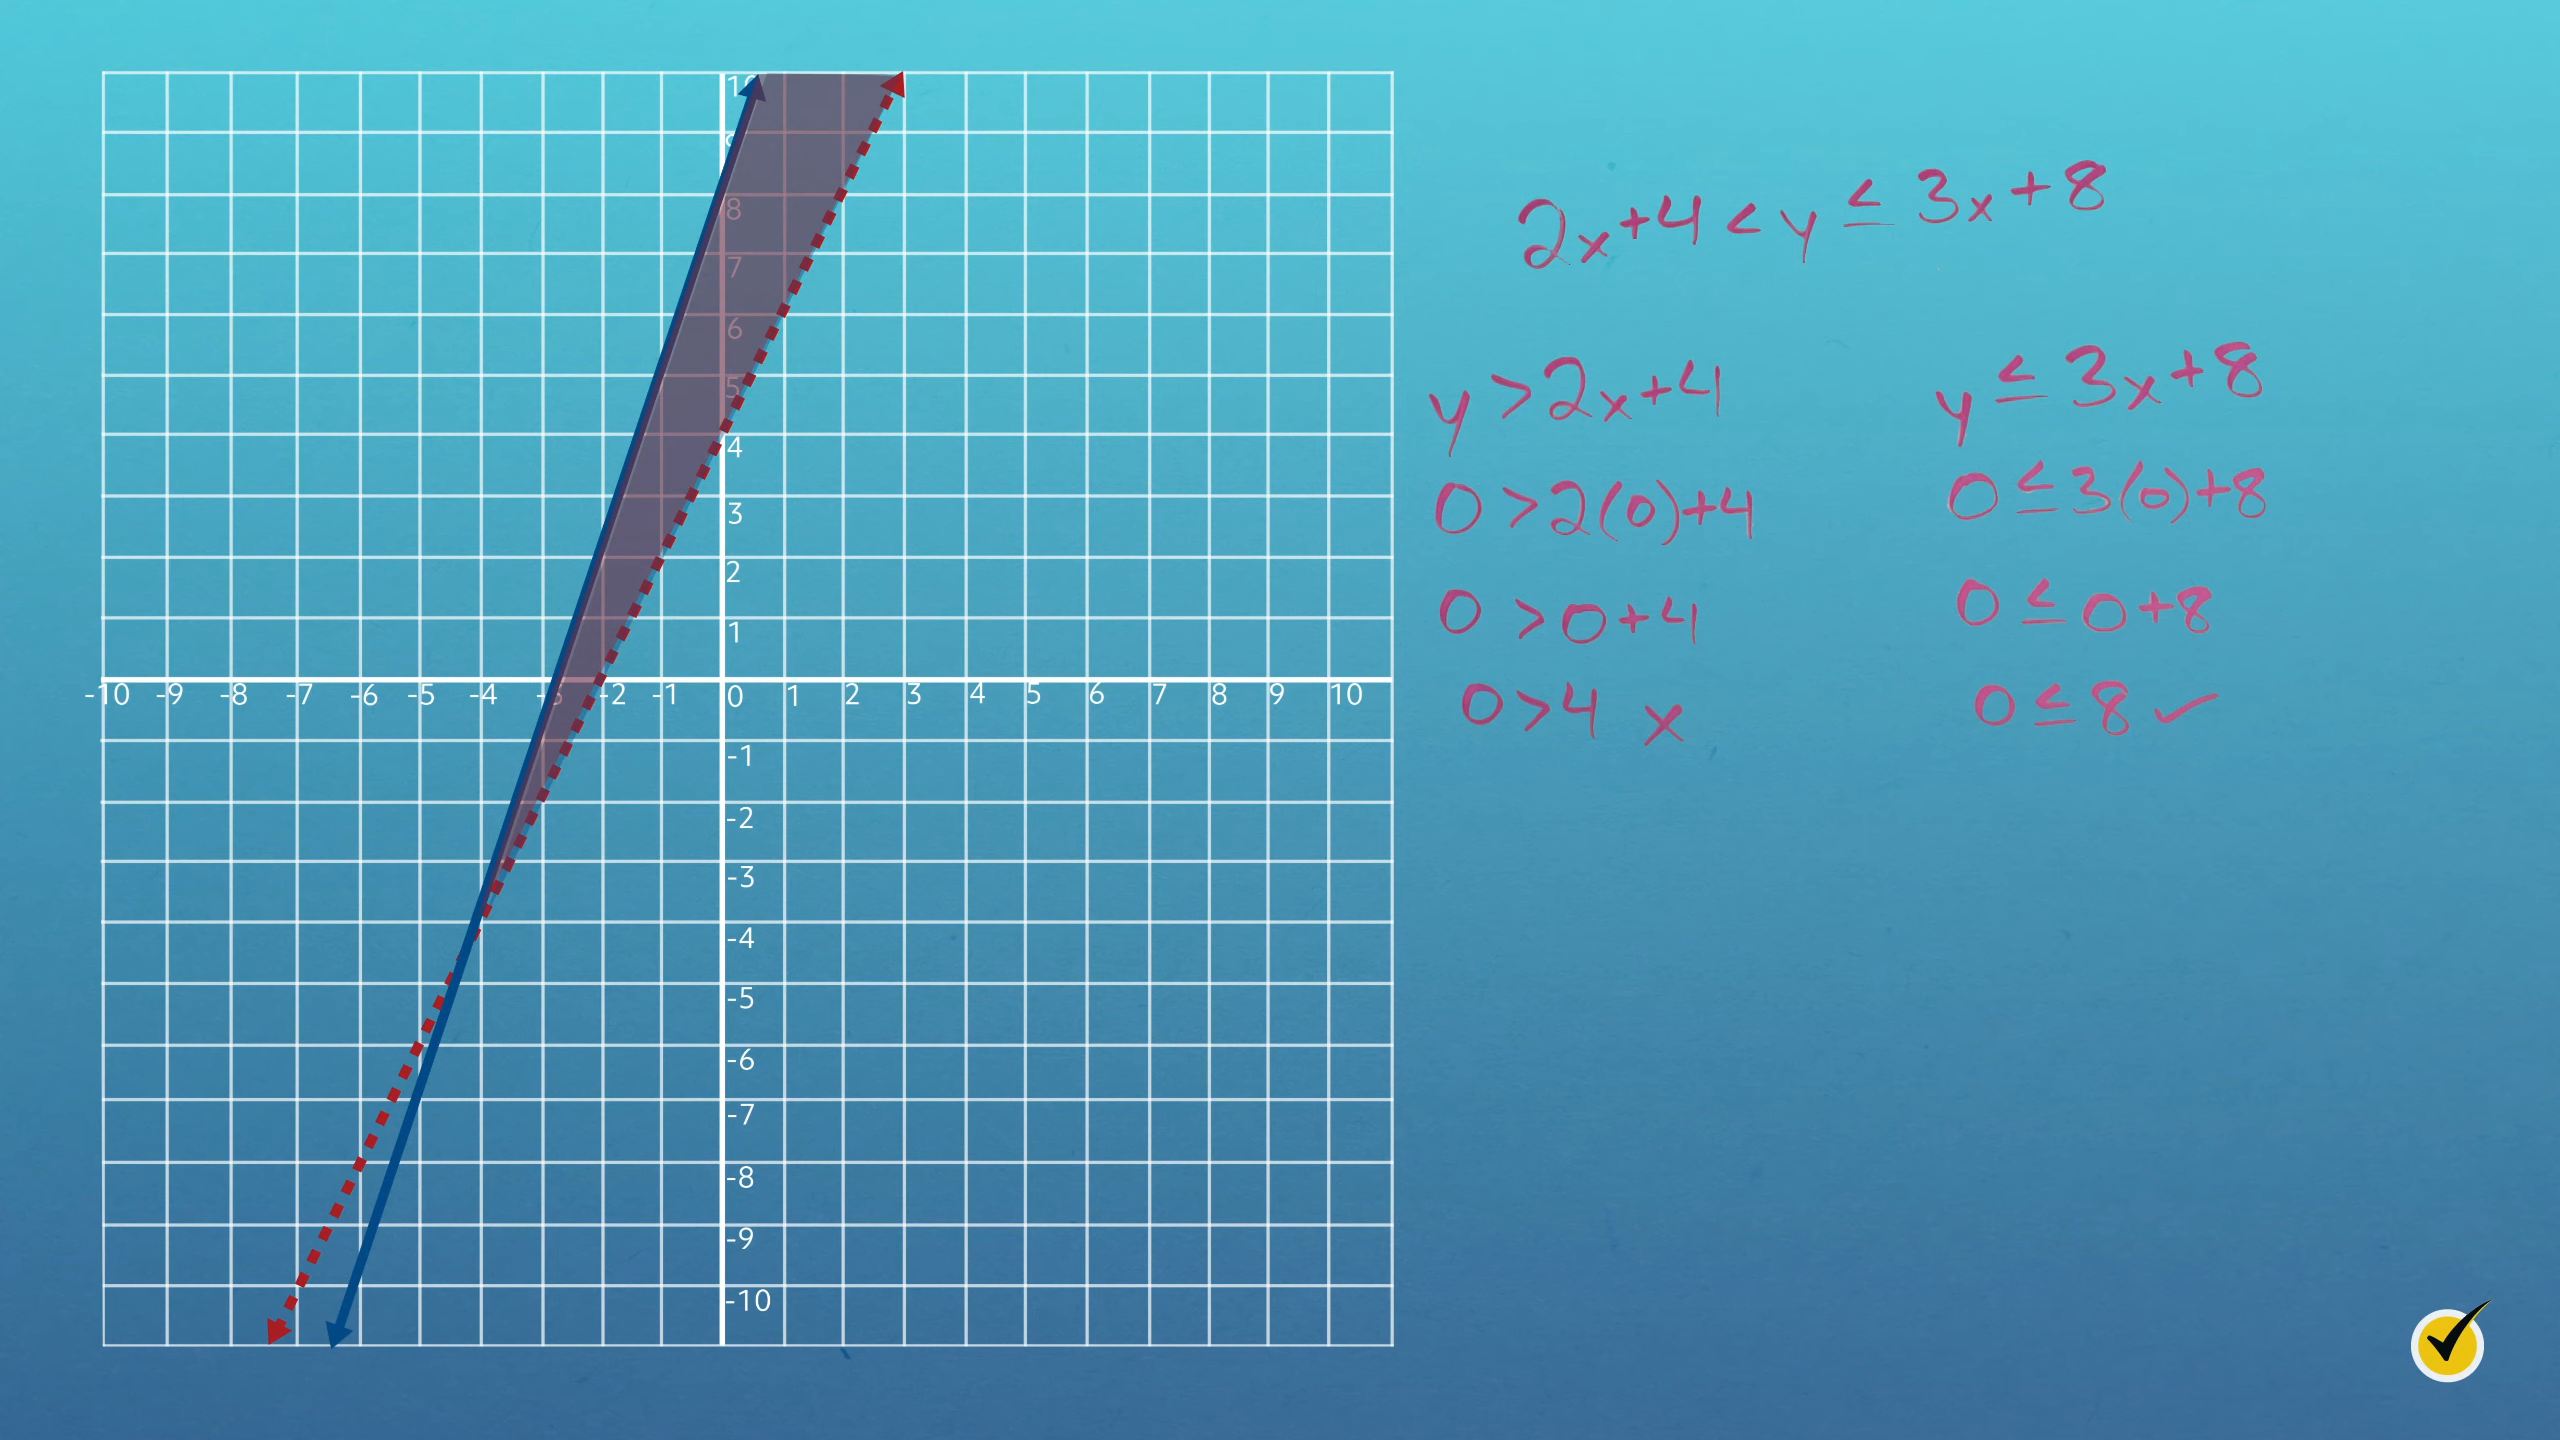 2x+4 < y ≤ 3x+8
y > 2x+4
0 > 2(0)+4
0 > 0+4
0 > 4 x
y ≤ 3x+8
0 ≤ 3(0)+8
0 ≤ 0+8
0 ≤ 8 ✓
10
9
8
7
6
5
4
3
2
1
-10 -9 -8 -7 -6 -5 -4 -3 -2 -1 0 1 2 3 4 5 6 7 8 9 10
-1
-2
-3
-4
-5
-6
-7
-8
-9
-10